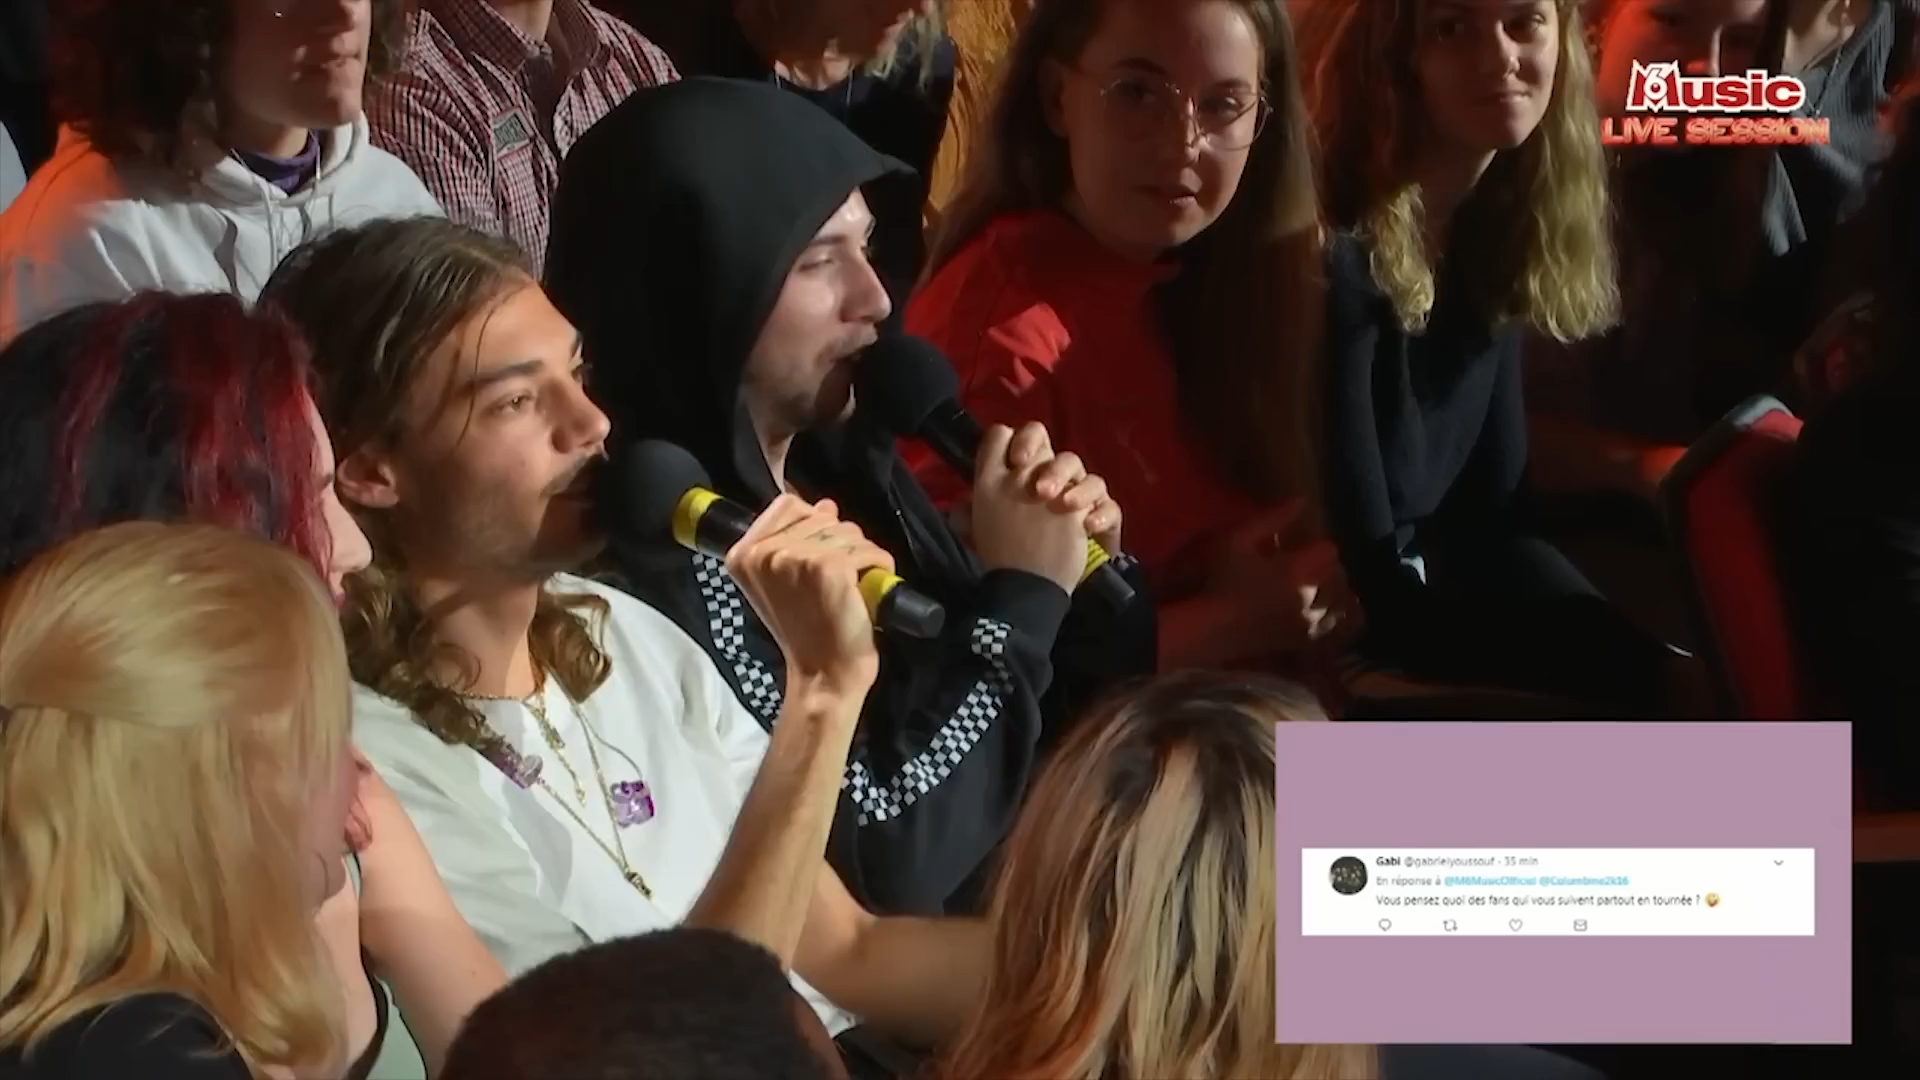 M6 Music
LIVE SESSION
Gabi @gabrielyoussouf · 35 min
En réponse à @M6MusicOfficiel @Columbine2k16
Vous pensez quoi des fans qui vous suivent partout en tournée ? 🤪